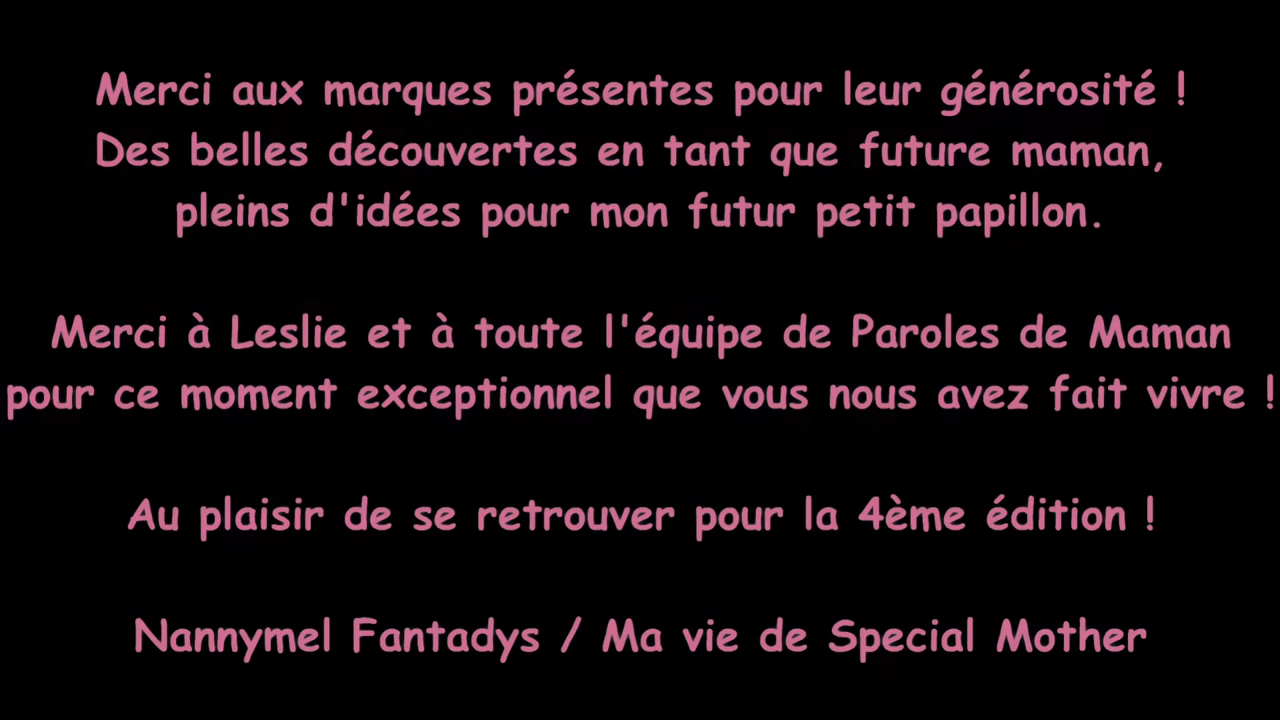 Merci aux marques présentes pour leur générosité !
Des belles découvertes en tant que future maman,
pleins d'idées pour mon futur petit papillon.
Merci à Leslie et à toute l'équipe de Paroles de Maman
pour ce moment exceptionnel que vous nous avez fait vivre !
Au plaisir de se retrouver pour la 4ème édition !
Nannymel Fantadys / Ma vie de Special Mother